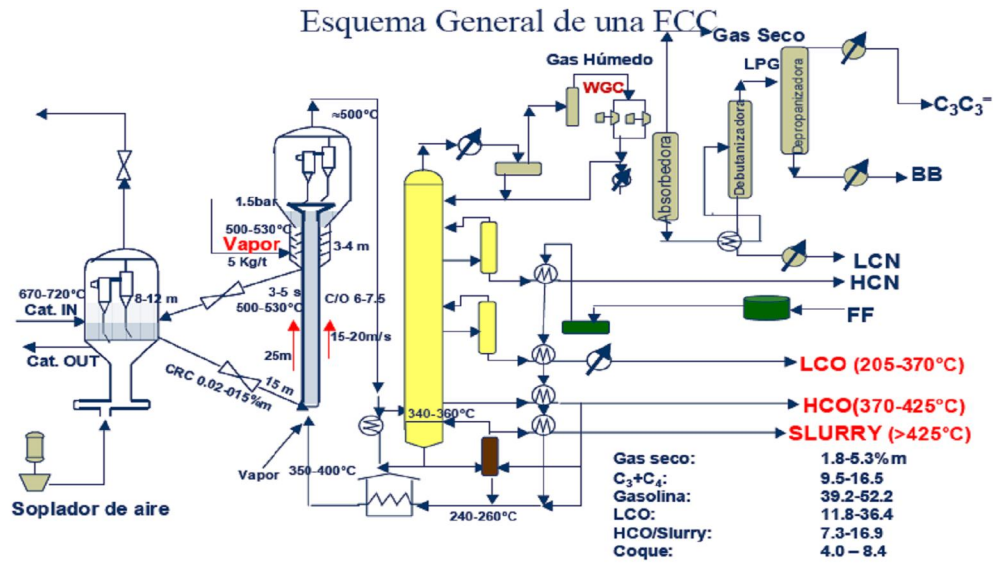 Esquema General de una FCC
Gas Seco
Gas Húmedo
LPG
WGC
≈500°C
C₃C₃⁼
Absorbedora
Debutanizadora
Depropanizadora
BB
1.5bar
500-530°C
Vapor
5 Kg/t
3-4 m
LCN
HCN
670-720°C
8-12 m
Cat. IN
3-5 s
500-530°C
C/O 6-7.5
FF
15-20m/s
Cat. OUT
25m
15 m
CRC 0.02-015%m
LCO (205-370°C)
340-360°C
HCO(370-425°C)
SLURRY (>425°C)
Vapor
350-400°C
240-260°C
Soplador de aire
Gas seco: 1.8-5.3%m
C₃+C₄: 9.5-16.5
Gasolina: 39.2-52.2
LCO: 11.8-36.4
HCO/Slurry: 7.3-16.9
Coque: 4.0 – 8.4